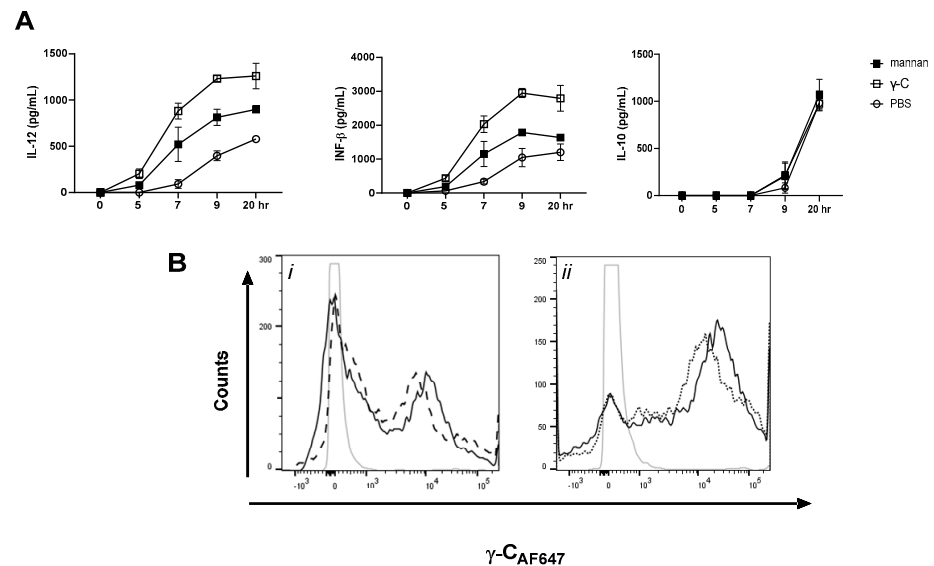 A
IL-12 (pg/mL)
1500
1000
500
0
0 5 7 9 20 hr
INF-β (pg/mL)
4000
3000
2000
1000
0
0 5 7 9 20 hr
IL-10 (pg/mL)
1500
1000
500
0
0 5 7 9 20 hr
mannan
γ-C
PBS
B
Counts
i
300
200
0
-10³ 0 10³ 10⁴ 10⁵
ii
250
200
150
100
50
0
-10³ 0 10³ 10⁴ 10⁵
γ-C_AF647